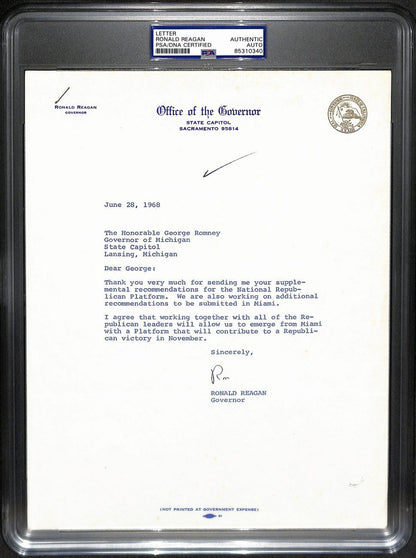 LETTER
RONALD REAGAN
PSA/DNA CERTIFIED
AUTHENTIC
AUTO
85310340
PSA
RONALD REAGAN
GOVERNOR
Office of the Governor
STATE CAPITOL
SACRAMENTO 95814
June 28, 1968
The Honorable George Romney
Governor of Michigan
State Capitol
Lansing, Michigan
Dear George:
Thank you very much for sending me your supple-
mental recommendations for the National Repub-
lican Platform. We are also working on additional
recommendations to be submitted in Miami.
I agree that working together with all of the Re-
publican leaders will allow us to emerge from Miami
with a Platform that will contribute to a Republi-
can victory in November.
Sincerely,
Ron
RONALD REAGAN
Governor
(NOT PRINTED AT GOVERNMENT EXPENSE)